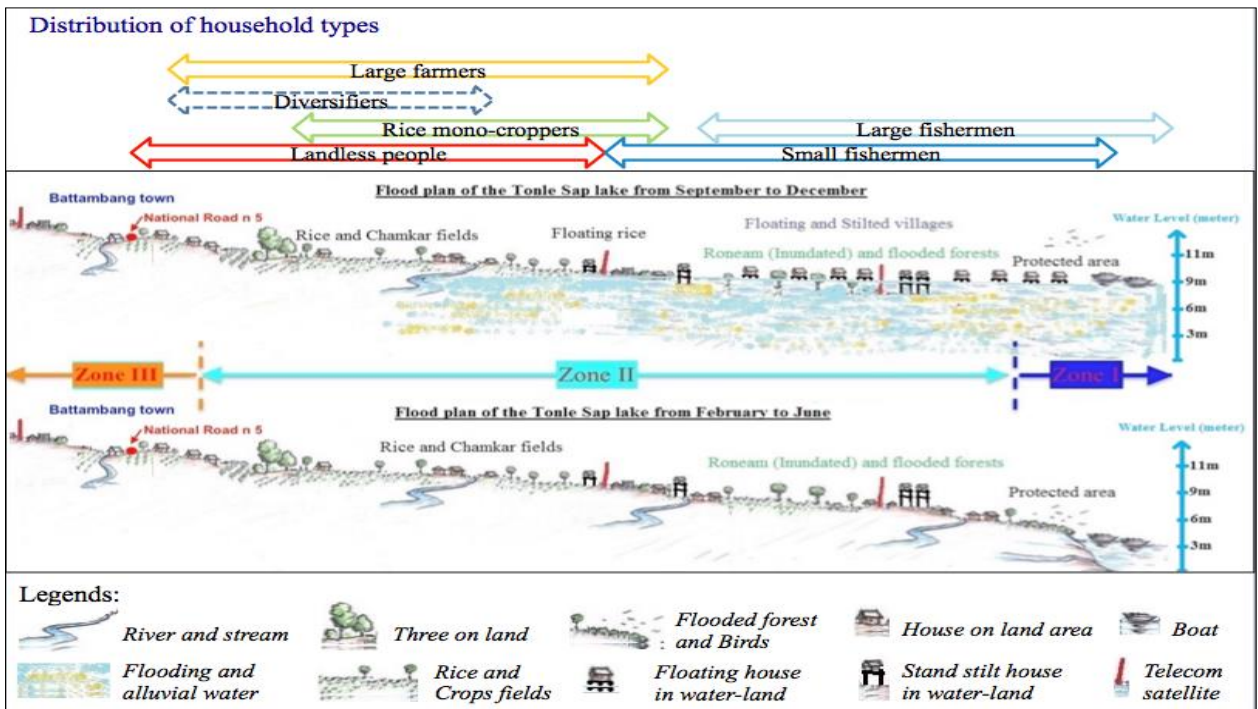 Distribution of household types
Large farmers
Diversifiers
Rice mono-croppers
Large fishermen
Landless people
Small fishermen
Flood plan of the Tonle Sap lake from September to December
Battambang town
National Road n 5
Rice and Chamkar fields
Floating rice
Floating and Stilted villages
Roneam (Inundated) and flooded forests
Protected area
Water Level (meter)
11m
9m
6m
3m
Zone III
Zone II
Zone I
Flood plan of the Tonle Sap lake from February to June
Battambang town
National Road n 5
Rice and Chamkar fields
Roneam (Inundated) and flooded forests
Protected area
Water Level (meter)
11m
9m
6m
3m
Legends:
River and stream
Three on land
Flooded forest
and Birds
House on land area
Boat
Flooding and
alluvial water
Rice and
Crops fields
Floating house
in water-land
Stand stilt house
in water-land
Telecom
satellite